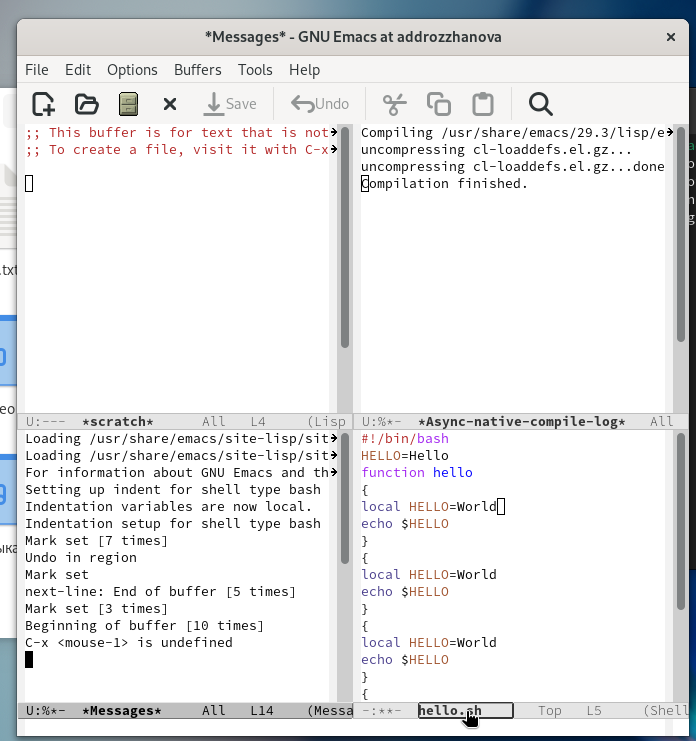 *Messages* - GNU Emacs at addrozzhanova
File Edit Options Buffers Tools Help
Save Undo
;; This buffer is for text that is not
;; To create a file, visit it with C-x
U:--- *scratch* All L4 (Lisp
Compiling /usr/share/emacs/29.3/lisp/e
uncompressing cl-loaddefs.el.gz...
uncompressing cl-loaddefs.el.gz...done
Compilation finished.
U:%*- *Async-native-compile-log* All
Loading /usr/share/emacs/site-lisp/sit
Loading /usr/share/emacs/site-lisp/sit
For information about GNU Emacs and th
Setting up indent for shell type bash
Indentation variables are now local.
Indentation setup for shell type bash
Mark set [7 times]
Undo in region
Mark set
next-line: End of buffer [5 times]
Mark set [3 times]
Beginning of buffer [10 times]
C-x <mouse-1> is undefined
U:%*- *Messages* All L14 (Messa
#!/bin/bash
HELLO=Hello
function hello
{
local HELLO=World
echo $HELLO
}
{
local HELLO=World
echo $HELLO
}
{
local HELLO=World
echo $HELLO
}
{
-:**- hello.sh Top L5 (Shell
.txt
ео
ыка